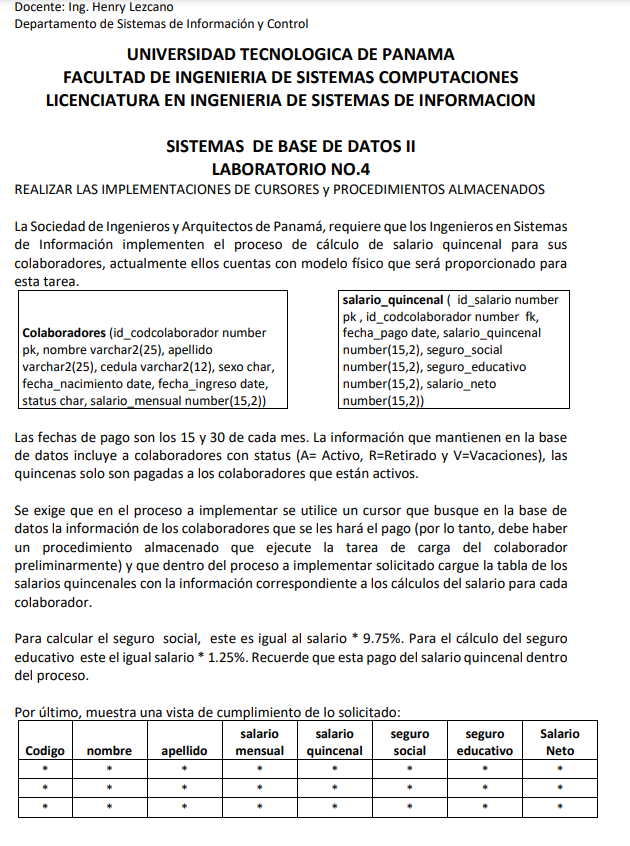 Docente: Ing. Henry Lezcano
Departamento de Sistemas de Información y Control
UNIVERSIDAD TECNOLOGICA DE PANAMA
FACULTAD DE INGENIERIA DE SISTEMAS COMPUTACIONES
LICENCIATURA EN INGENIERIA DE SISTEMAS DE INFORMACION
SISTEMAS DE BASE DE DATOS II
LABORATORIO NO.4
REALIZAR LAS IMPLEMENTACIONES DE CURSORES y PROCEDIMIENTOS ALMACENADOS
La Sociedad de Ingenieros y Arquitectos de Panamá, requiere que los Ingenieros en Sistemas
de Información implementen el proceso de cálculo de salario quincenal para sus
colaboradores, actualmente ellos cuentas con modelo físico que será proporcionado para
esta tarea.
Colaboradores (id_codcolaborador number
pk, nombre varchar2(25), apellido
varchar2(25), cedula varchar2(12), sexo char,
fecha_nacimiento date, fecha_ingreso date,
status char, salario_mensual number(15,2))
salario_quincenal ( id_salario number
pk , id_codcolaborador number fk,
fecha_pago date, salario_quincenal
number(15,2), seguro_social
number(15,2), seguro_educativo
number(15,2), salario_neto
number(15,2))
Las fechas de pago son los 15 y 30 de cada mes. La información que mantienen en la base
de datos incluye a colaboradores con status (A= Activo, R=Retirado y V=Vacaciones), las
quincenas solo son pagadas a los colaboradores que están activos.
Se exige que en el proceso a implementar se utilice un cursor que busque en la base de
datos la información de los colaboradores que se les hará el pago (por lo tanto, debe haber
un procedimiento almacenado que ejecute la tarea de carga del colaborador
preliminarmente) y que dentro del proceso a implementar solicitado cargue la tabla de los
salarios quincenales con la información correspondiente a los cálculos del salario para cada
colaborador.
Para calcular el seguro social, este es igual al salario * 9.75%. Para el cálculo del seguro
educativo este el igual salario * 1.25%. Recuerde que esta pago del salario quincenal dentro
del proceso.
Por último, muestra una vista de cumplimiento de lo solicitado:
Codigo nombre apellido salario mensual salario quincenal seguro social seguro educativo Salario Neto
* * * * * * * *
* * * * * * * *
* * * * * * * *